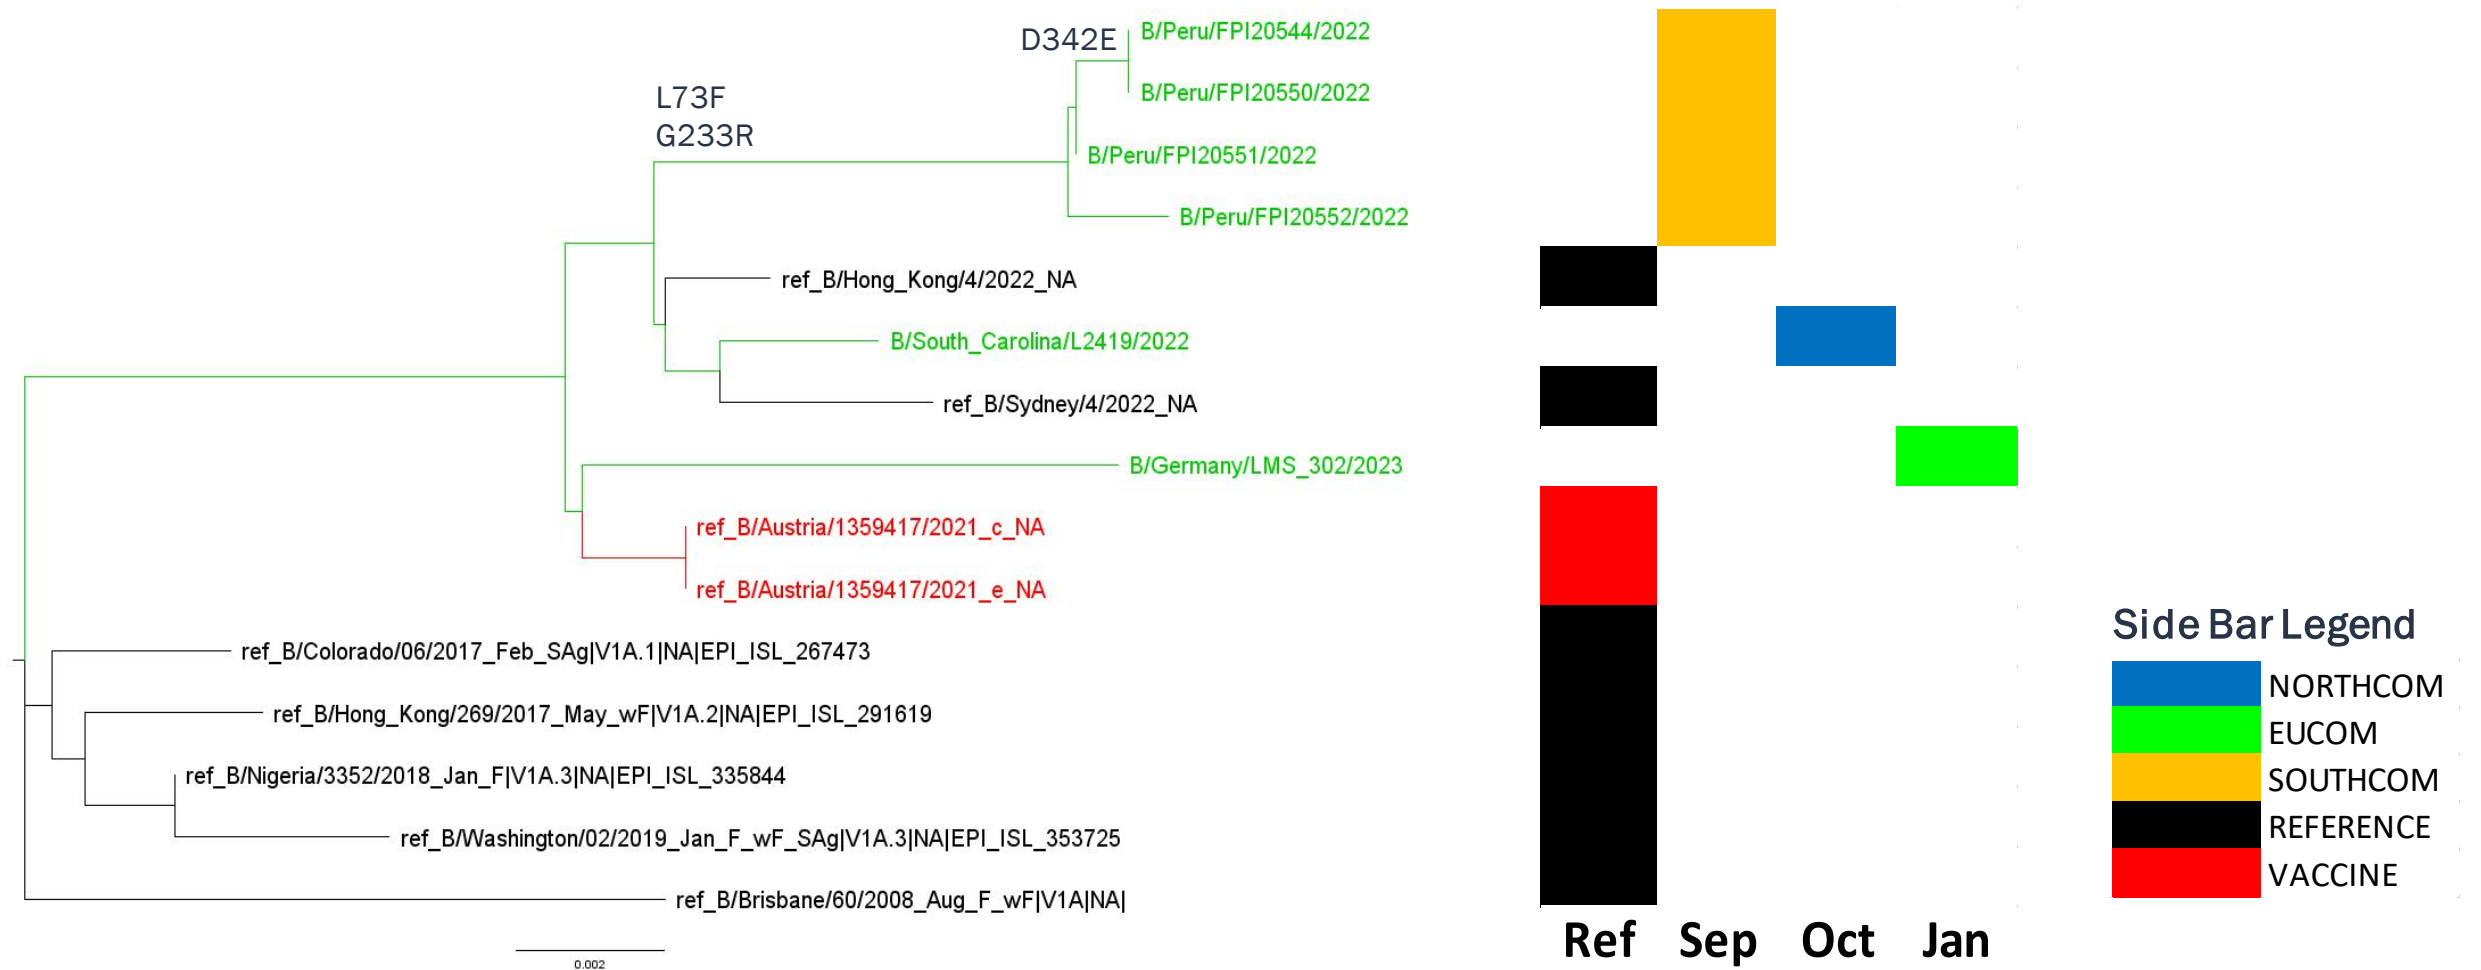 D342E
B/Peru/FPI20544/2022
L73F
G233R
B/Peru/FPI20550/2022
B/Peru/FPI20551/2022
B/Peru/FPI20552/2022
ref_B/Hong_Kong/4/2022_NA
B/South_Carolina/L2419/2022
ref_B/Sydney/4/2022_NA
B/Germany/LMS_302/2023
ref_B/Austria/1359417/2021_c_NA
ref_B/Austria/1359417/2021_e_NA
ref_B/Colorado/06/2017_Feb_SAg|V1A.1|NA|EPI_ISL_267473
ref_B/Hong_Kong/269/2017_May_wF|V1A.2|NA|EPI_ISL_291619
ref_B/Nigeria/3352/2018_Jan_F|V1A.3|NA|EPI_ISL_335844
ref_B/Washington/02/2019_Jan_F_wF_SAg|V1A.3|NA|EPI_ISL_353725
ref_B/Brisbane/60/2008_Aug_F_wF|V1A|NA|
0.002
Ref Sep Oct Jan
Side Bar Legend
NORTHCOM
EUCOM
SOUTHCOM
REFERENCE
VACCINE